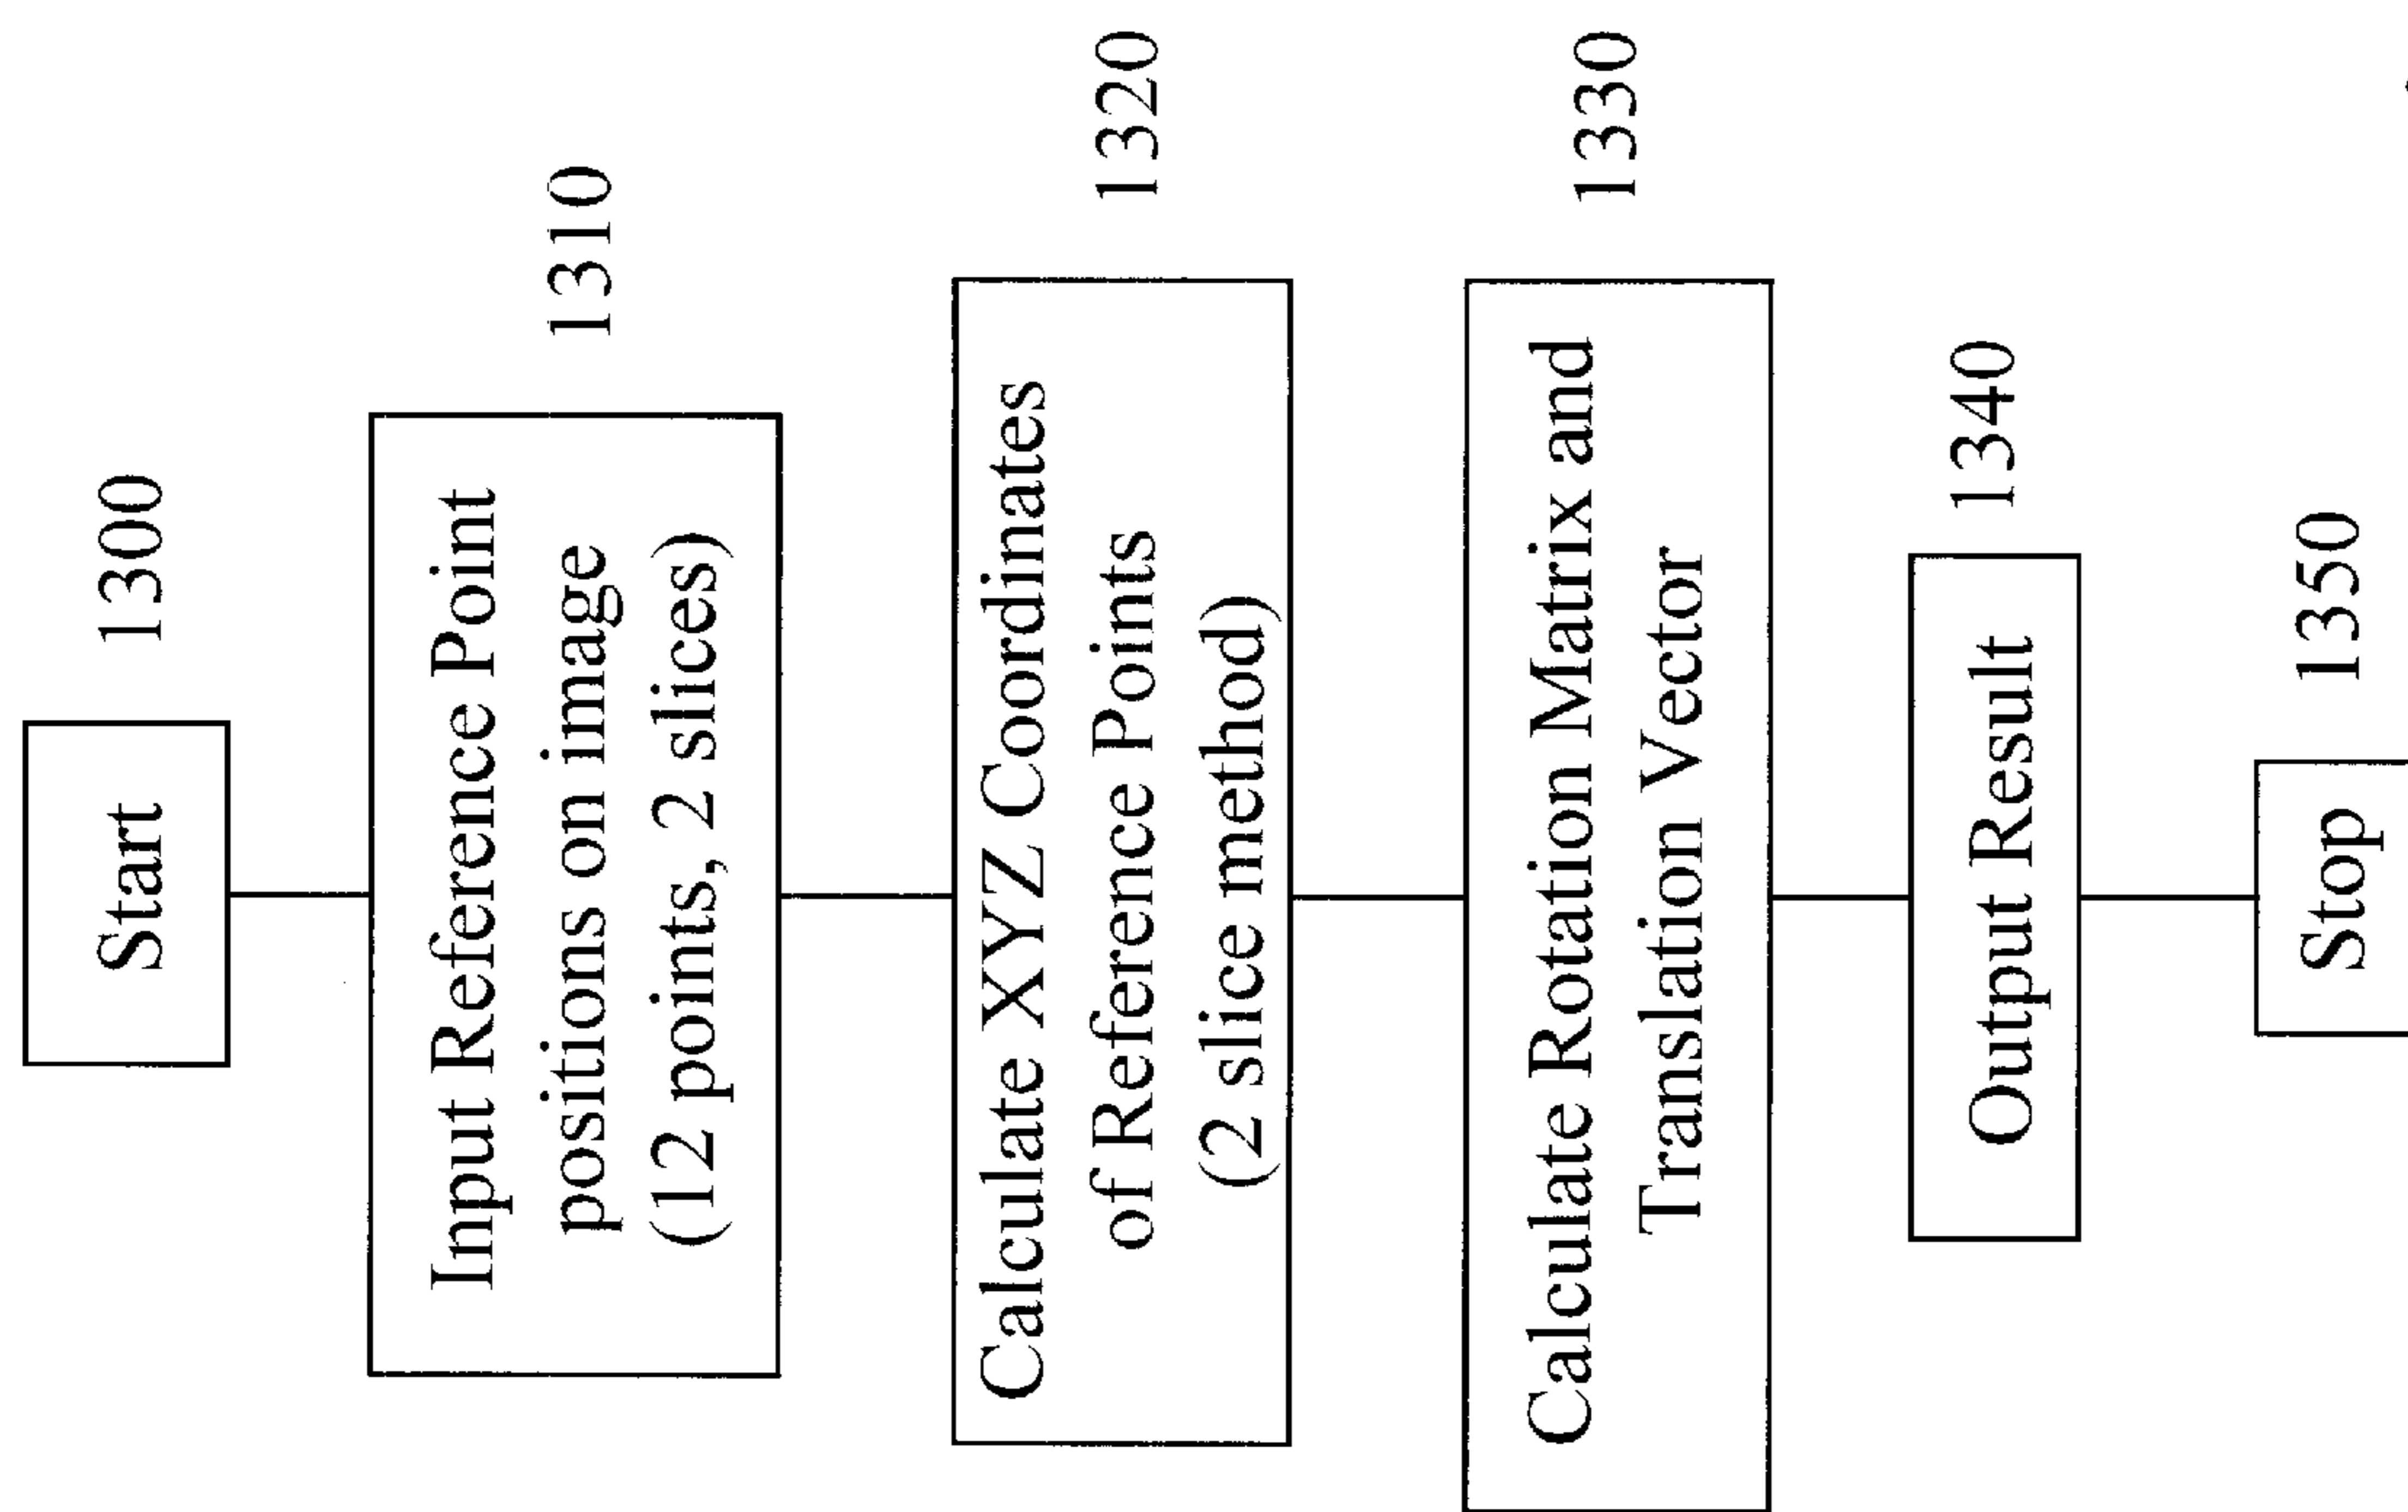 Start
1300
Input Reference Point
positions on image
(12 points, 2 slices)
1310
Calculate XYZ Coordinates
of Reference Points
(2 slice method)
1320
Calculate Rotation Matrix and
Translation Vector
1330
Output Result
1340
Stop
1350